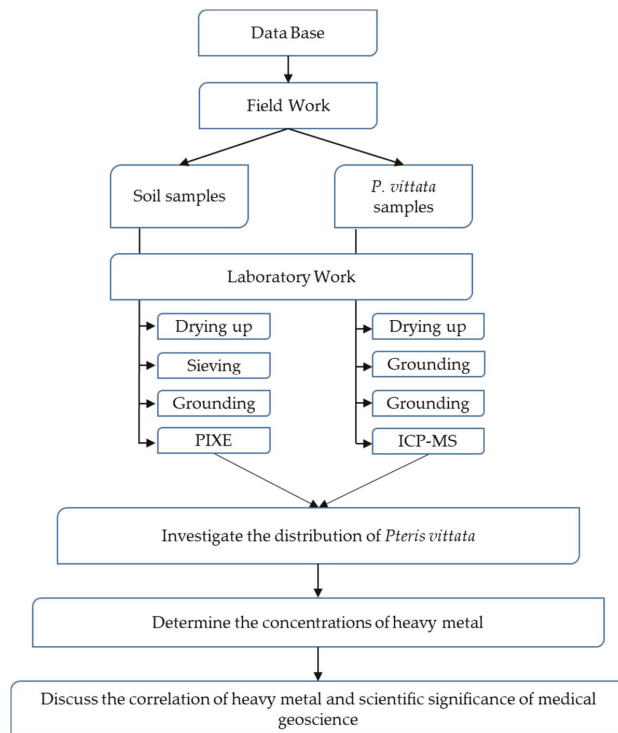 Data Base
Field Work
Soil samples
P. vittata
samples
Laboratory Work
Drying up
Sieving
Grounding
PIXE
Drying up
Grounding
Grounding
ICP-MS
Investigate the distribution of Pteris vittata
Determine the concentrations of heavy metal
Discuss the correlation of heavy metal and scientific significance of medical
geoscience